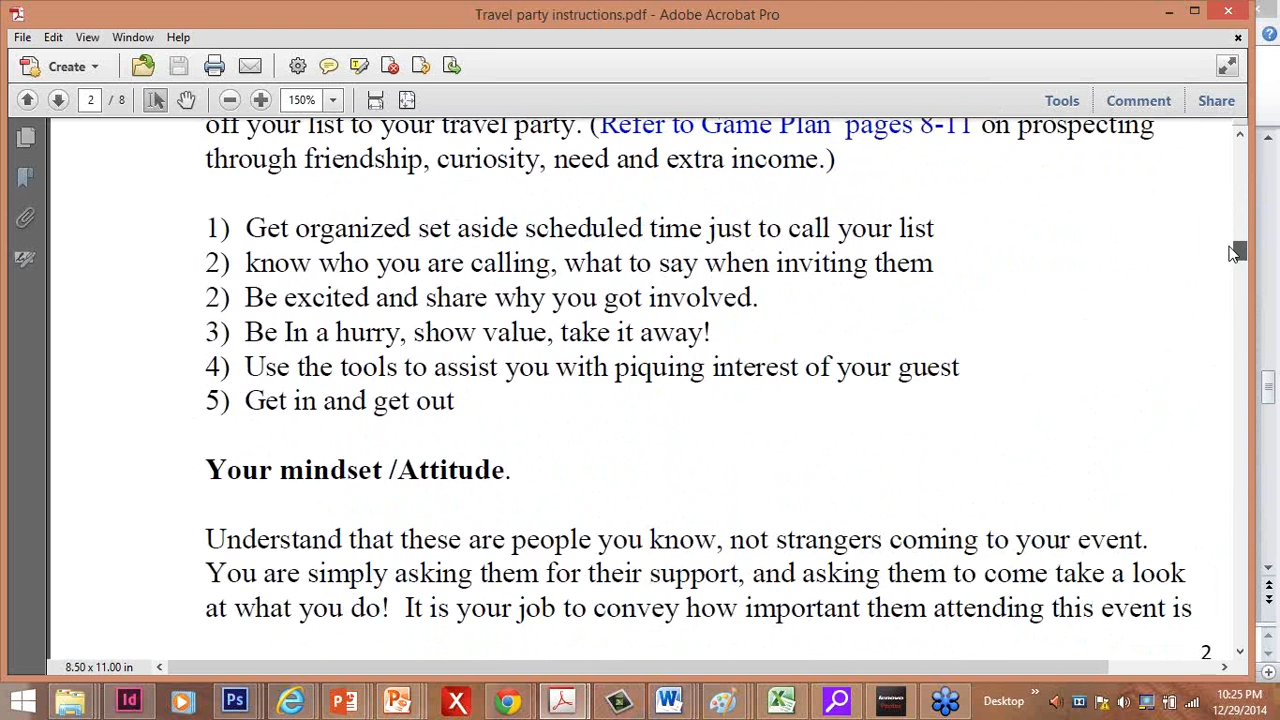 Travel party instructions.pdf - Adobe Acrobat Pro
File Edit View Window Help
Create
2 / 8 150% Tools Comment Share
off your list to your travel party. (Refer to Game Plan pages 8-11 on prospecting
through friendship, curiosity, need and extra income.)
1) Get organized set aside scheduled time just to call your list
2) know who you are calling, what to say when inviting them
2) Be excited and share why you got involved.
3) Be In a hurry, show value, take it away!
4) Use the tools to assist you with piquing interest of your guest
5) Get in and get out
Your mindset /Attitude.
Understand that these are people you know, not strangers coming to your event.
You are simply asking them for their support, and asking them to come take a look
at what you do! It is your job to convey how important them attending this event is
2
8.50 x 11.00 in
Desktop
10:25 PM
12/29/2014